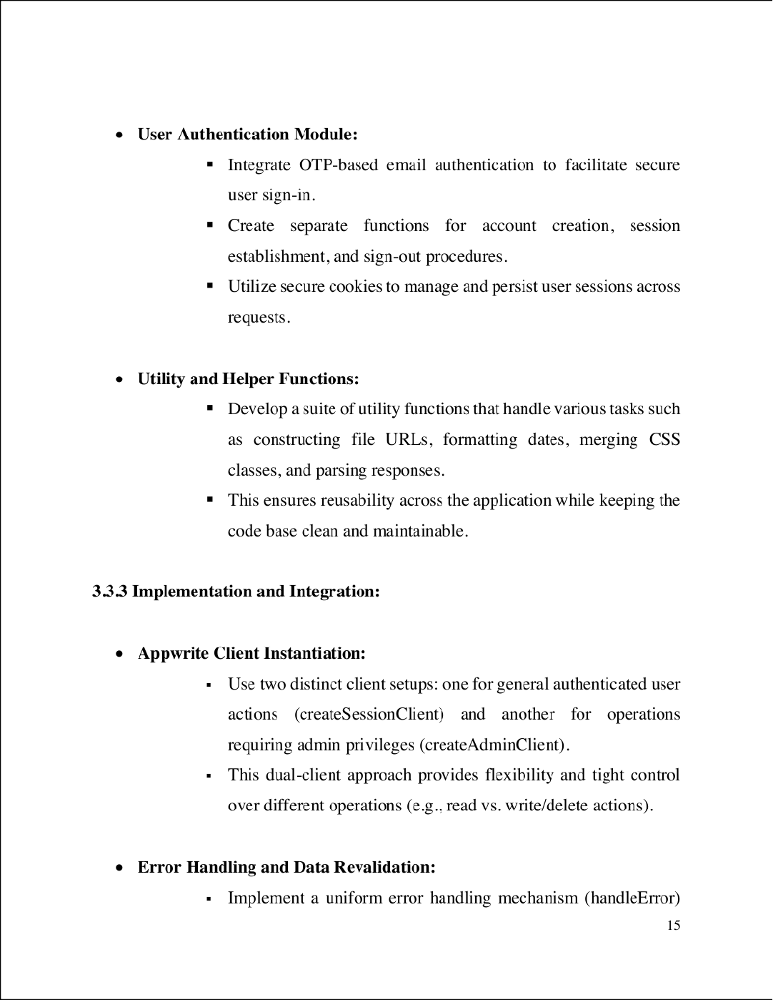 • User Authentication Module:
▪ Integrate OTP-based email authentication to facilitate secure
user sign-in.
▪ Create separate functions for account creation, session
establishment, and sign-out procedures.
▪ Utilize secure cookies to manage and persist user sessions across
requests.
• Utility and Helper Functions:
▪ Develop a suite of utility functions that handle various tasks such
as constructing file URLs, formatting dates, merging CSS
classes, and parsing responses.
▪ This ensures reusability across the application while keeping the
code base clean and maintainable.
3.3.3 Implementation and Integration:
• Appwrite Client Instantiation:
▪ Use two distinct client setups: one for general authenticated user
actions (createSessionClient) and another for operations
requiring admin privileges (createAdminClient).
▪ This dual-client approach provides flexibility and tight control
over different operations (e.g., read vs. write/delete actions).
• Error Handling and Data Revalidation:
▪ Implement a uniform error handling mechanism (handleError)
15